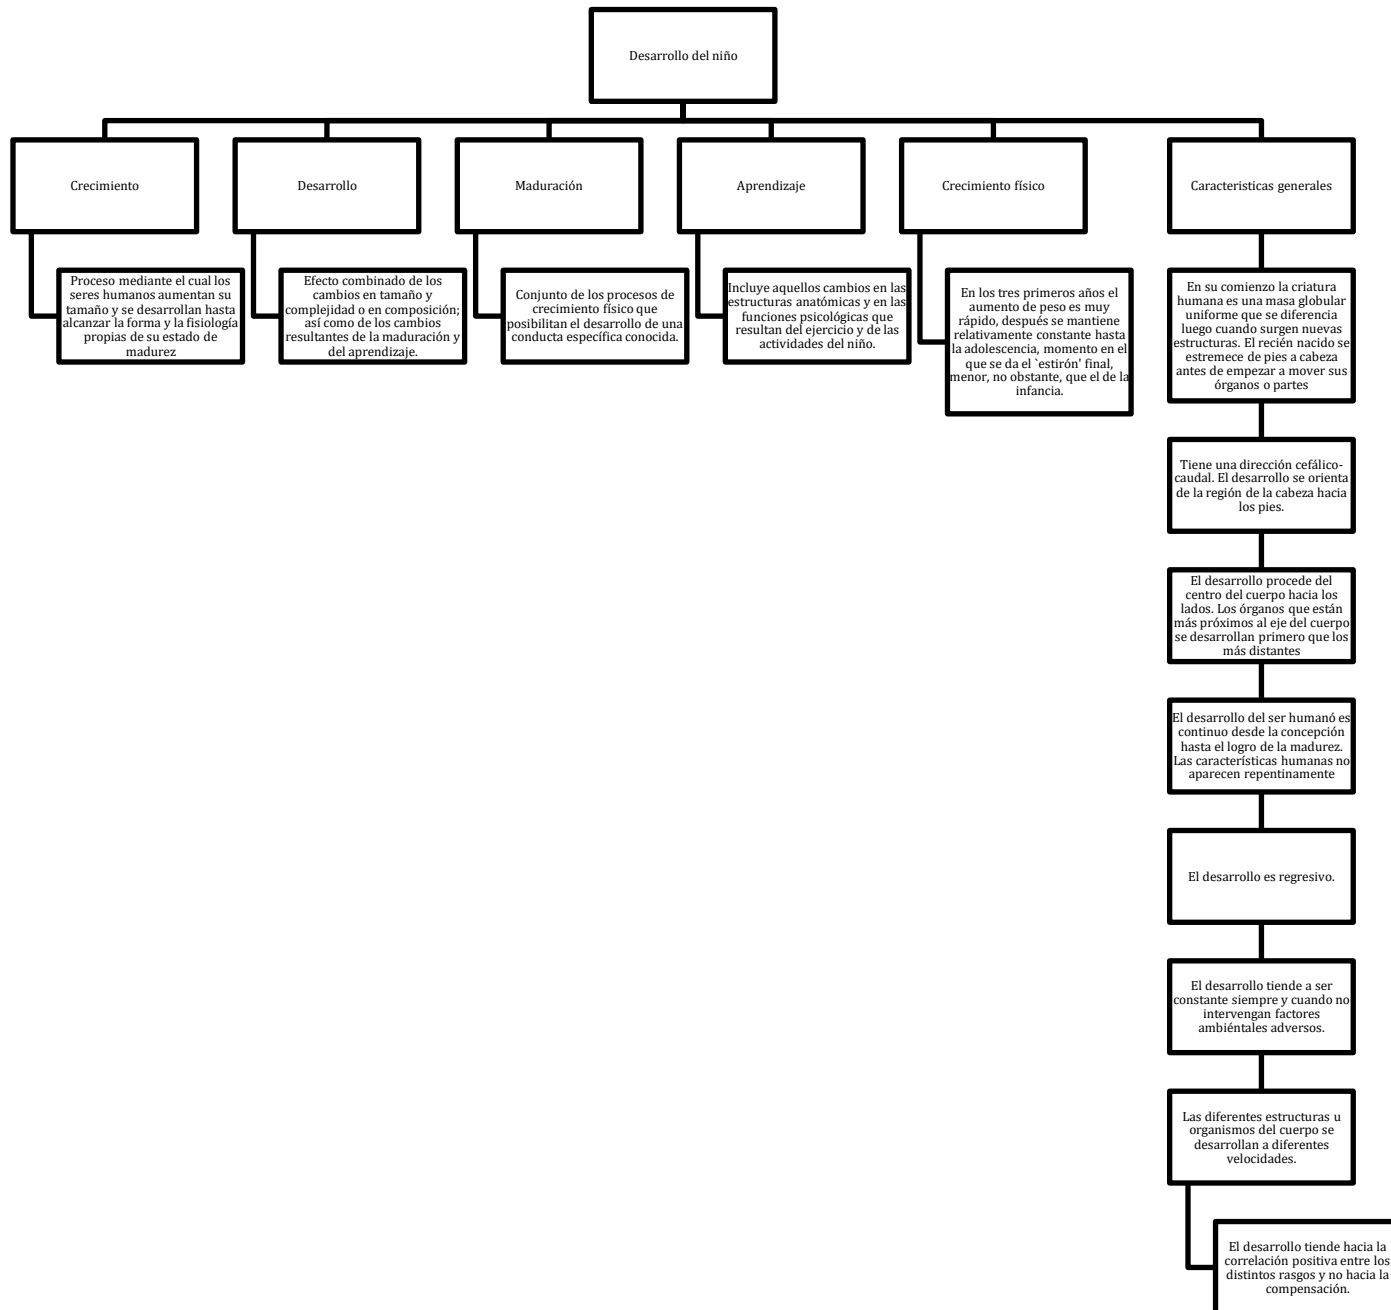 Desarrollo del niño
Crecimiento
Desarrollo
Maduración
Aprendizaje
Crecimiento físico
Caracteristicas generales
Proceso mediante el cual los
seres humanos aumentan su
tamaño y se desarrollan hasta
alcanzar la forma y la fisiología
propias de su estado de
madurez
Efecto combinado de los
cambios en tamaño y
complejidad o en composición;
así como de los cambios
resultantes de la maduración y
del aprendizaje.
Conjunto de los procesos de
crecimiento físico que
posibilitan el desarrollo de una
conducta específica conocida.
Incluye aquellos cambios en las
estructuras anatómicas y en las
funciones psicológicas que
resultan del ejercicio y de las
actividades del niño.
En los tres primeros años el
aumento de peso es muy
rápido, después se mantiene
relativamente constante hasta
la adolescencia, momento en el
que se da el `estirón' final,
menor, no obstante, que el de la
infancia.
En su comienzo la criatura
humana es una masa globular
uniforme que se diferencia
luego cuando surgen nuevas
estructuras. El recién nacido se
estremece de pies a cabeza
antes de empezar a mover sus
órganos o partes
Tiene una dirección cefálico-
caudal. El desarrollo se orienta
de la región de la cabeza hacia
los pies.
El desarrollo procede del
centro del cuerpo hacia los
lados. Los órganos que están
más próximos al eje del cuerpo
se desarrollan primero que los
más distantes
El desarrollo del ser humanó es
continuo desde la concepción
hasta el logro de la madurez.
Las características humanas no
aparecen repentinamente
El desarrollo es regresivo.
El desarrollo tiende a ser
constante siempre y cuando no
intervengan factores
ambiéntales adversos.
Las diferentes estructuras u
organismos del cuerpo se
desarrollan a diferentes
velocidades.
El desarrollo tiende hacia la
correlación positiva entre los
distintos rasgos y no hacia la
compensación.